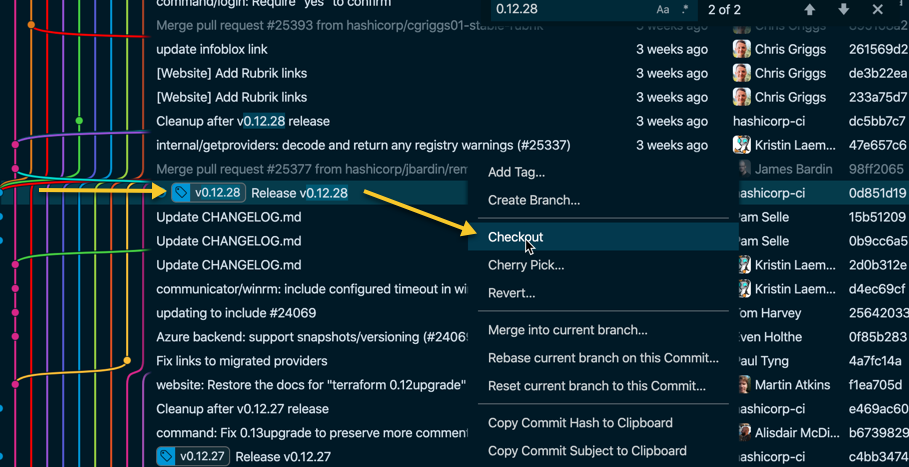 command/login: Require "yes" to confirm
0.12.28 Aa .* 2 of 2
Merge pull request #25393 from hashicorp/cgriggs01-stable-rubrik 3 weeks ago Chris Griggs
update infoblox link 3 weeks ago Chris Griggs 261569d2
[Website] Add Rubrik links 3 weeks ago Chris Griggs de3b22ea
[Website] Add Rubrik links 3 weeks ago Chris Griggs 233a75d7
Cleanup after v0.12.28 release 3 weeks ago hashicorp-ci dc5bb7c7
internal/getproviders: decode and return any registry warnings (#25337) 3 weeks ago Kristin Laem... 47e657c6
Merge pull request #25377 from hashicorp/jbardin/rem James Bardin 98ff2065
Add Tag...
v0.12.28 Release v0.12.28 ashicorp-ci 0d851d19
Create Branch...
Update CHANGELOG.md am Selle 15b51209
Update CHANGELOG.md am Selle 0b9cc6a5
Checkout
Update CHANGELOG.md Kristin Laem... 2d0b312e
Cherry Pick...
communicator/winrm: include configured timeout in wi Kristin Laem... d4ec69cf
Revert...
updating to include #24069 om Harvey 25642033
Azure backend: support snapshots/versioning (#2406 ven Holthe 0f85b283
Merge into current branch...
Fix links to migrated providers aul Tyng 4a7fc14a
Rebase current branch on this Commit...
website: Restore the docs for "terraform 0.12upgrade" Martin Atkins f1ea705d
Reset current branch to this Commit...
Cleanup after v0.12.27 release ashicorp-ci e469ac60
Copy Commit Hash to Clipboard
command: Fix 0.13upgrade to preserve more commen Alisdair McDi... b6739829
Copy Commit Subject to Clipboard
v0.12.27 Release v0.12.27 ashicorp-ci c4bb3474